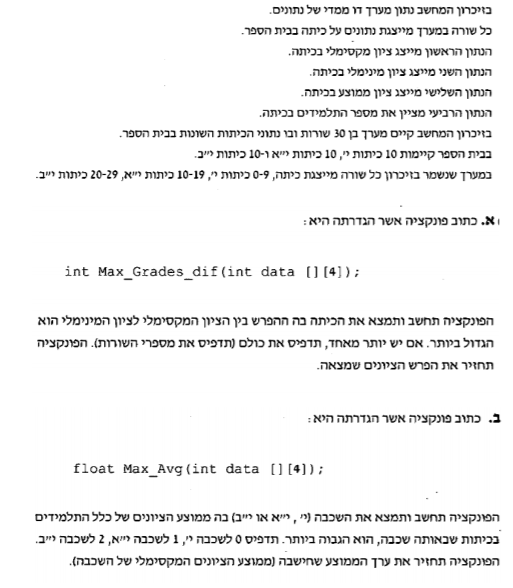 בזיכרון המחשב נתון מערך דו ממדי של נתונים.
כל שורה במערך מייצגת נתונים על כיתה בבית הספר.
הנתון הראשון מייצג ציון מקסימלי בכיתה.
הנתון השני מייצג ציון מינימלי בכיתה.
הנתון השלישי מייצג ציון ממוצע בכיתה.
הנתון הרביעי מציין את מספר התלמידים בכיתה.
בזיכרון המחשב קיים מערך בן 30 שורות ובו נתוני הכיתות השונות בבית הספר.
בבית הספר קיימות 10 כיתות י', 10 כיתות י"א ו-10 כיתות י"ב.
במערך שנשמר בזיכרון כל שורה מייצגת כיתה, 0-9 כיתות י', 10-19 כיתות י"א, 20-29 כיתות י"ב.
א. כתוב פונקציה אשר הגדרתה היא:
int Max_Grades_dif(int data [][4]);
הפונקציה תחשב ותמצא את הכיתה בה ההפרש בין הציון המקסימלי לציון המינימלי הוא
הגדול ביותר. אם יש יותר מאחד, תדפיס את כולם (תדפיס את מספרי השורות). הפונקציה
תחזיר את הפרש הציונים שמצאה.
ב. כתוב פונקציה אשר הגדרתה היא:
float Max_Avg(int data [][4]);
הפונקציה תחשב ותמצא את השכבה (י', י"א או י"ב) בה ממוצע הציונים של כלל התלמידים
בכיתות שבאותה שכבה, הוא הגבוה ביותר. תדפיס 0 לשכבה י', 1 לשכבה י"א, 2 לשכבה י"ב.
הפונקציה תחזיר את ערך הממוצע שחישבה (ממוצע הציונים המקסימלי של השכבה).